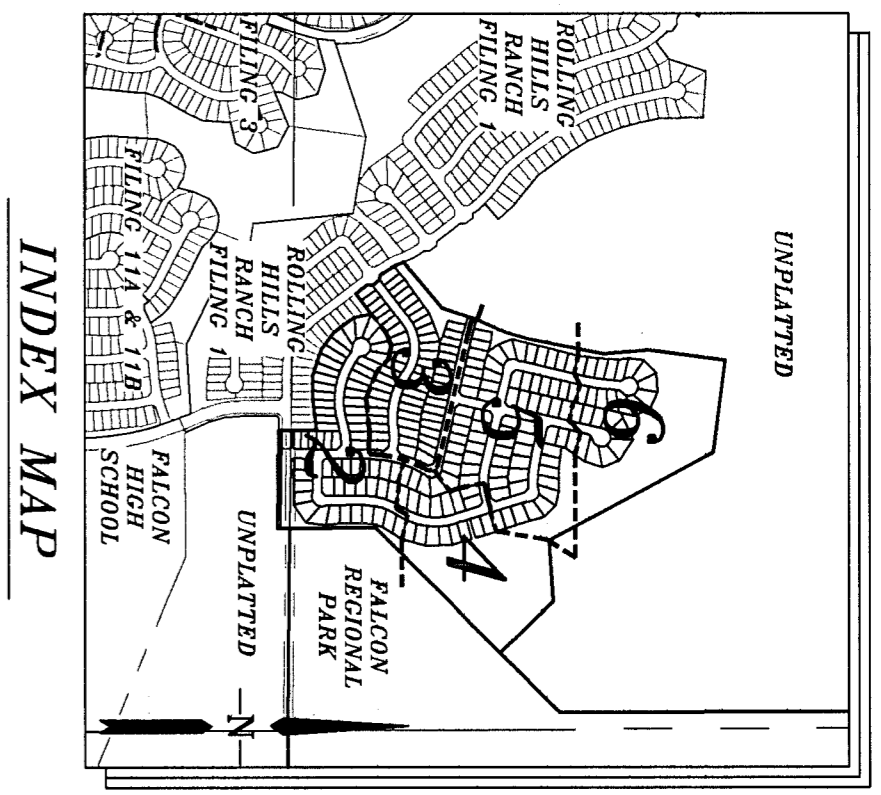 UNPLATTED
ROLLING
HILLS
RANCH
FILING 1
FILING 3
6
5
4
3
2
ROLLING
HILLS
RANCH
FILING 1
FILING 11A & 11B
FALCON
REGIONAL
PARK
UNPLATTED
FALCON
HIGH
SCHOOL
N
INDEX MAP